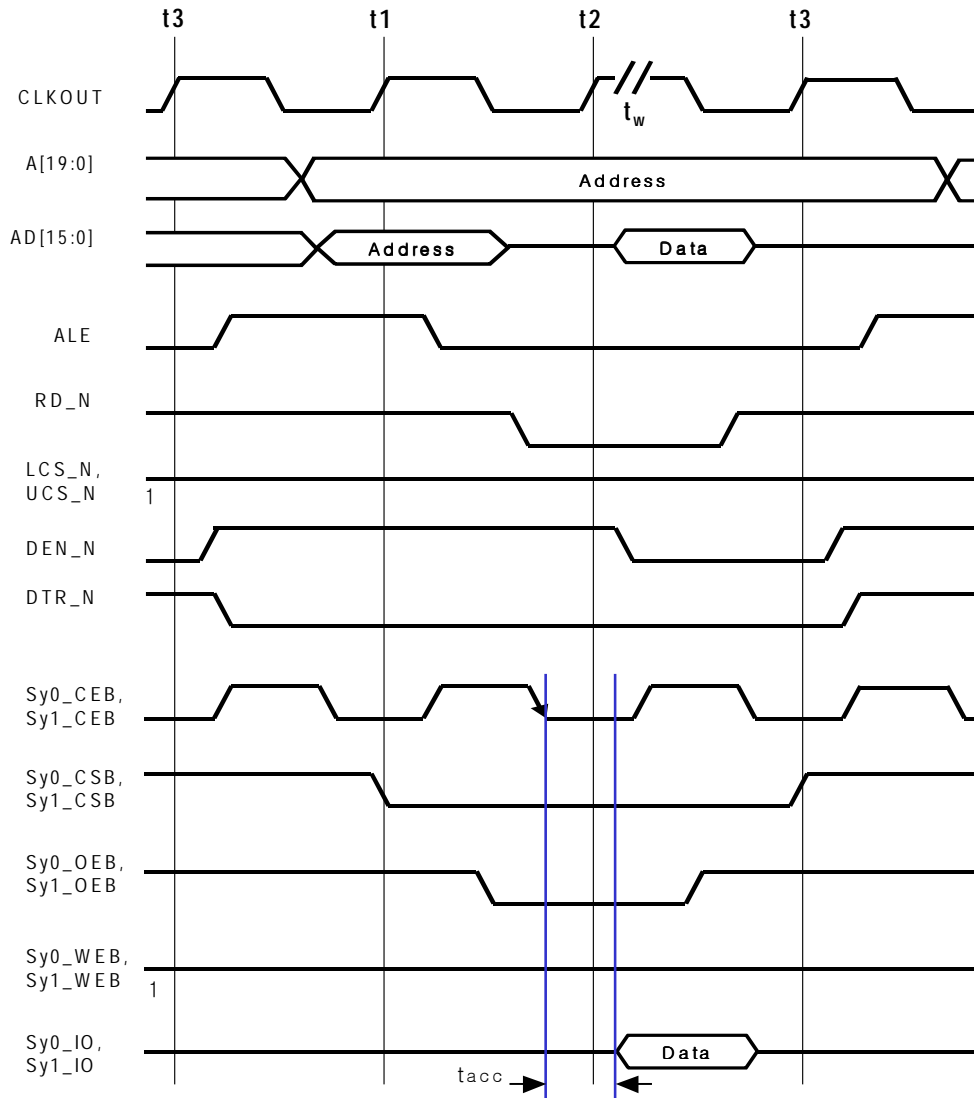 t3 t1 t2 t3
CLKOUT
tw
A[19:0]
Address
AD[15:0]
Address Data
ALE
RD_N
LCS_N,
UCS_N
1
DEN_N
DTR_N
Sy0_CEB,
Sy1_CEB
Sy0_CSB,
Sy1_CSB
Sy0_OEB,
Sy1_OEB
Sy0_WEB,
Sy1_WEB
1
Sy0_IO,
Sy1_IO
Data
tacc